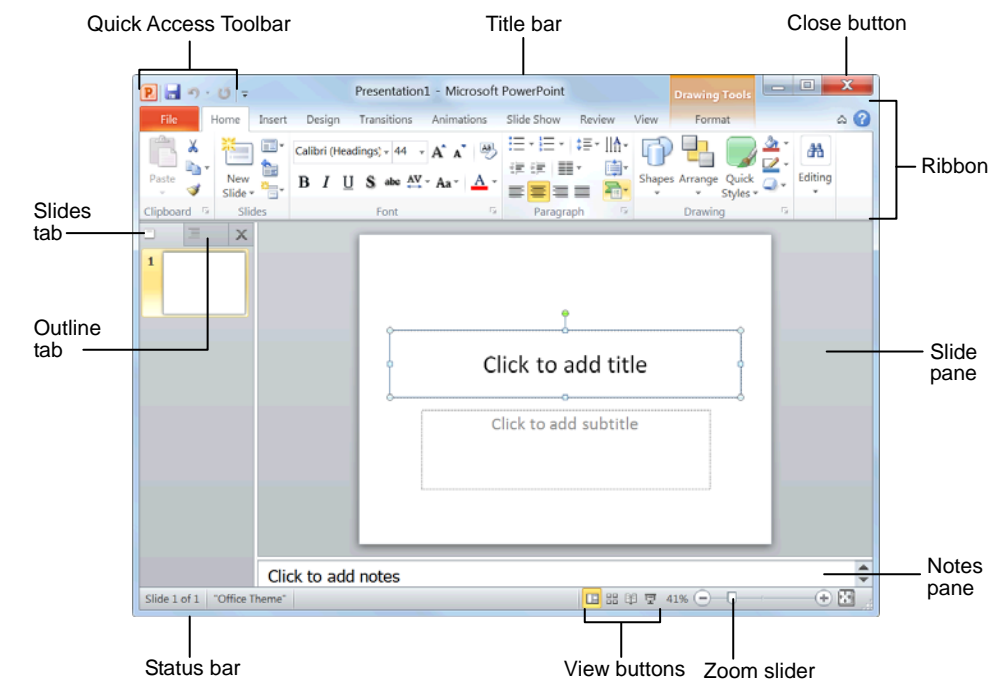 Quick Access Toolbar
Title bar
Close button
Presentation1 - Microsoft PowerPoint
Drawing Tools
File Home Insert Design Transitions Animations Slide Show Review View Format
Ribbon
Calibri (Headings) 44
Paste
New
Slide
B I U S abc AV Aa A
Shapes Arrange Quick
Styles
Editing
Clipboard Slides Font Paragraph Drawing
Slides
tab
1
Outline
tab
Click to add title
Slide
pane
Click to add subtitle
Click to add notes
Notes
pane
Slide 1 of 1 "Office Theme" 41%
Status bar
View buttons
Zoom slider